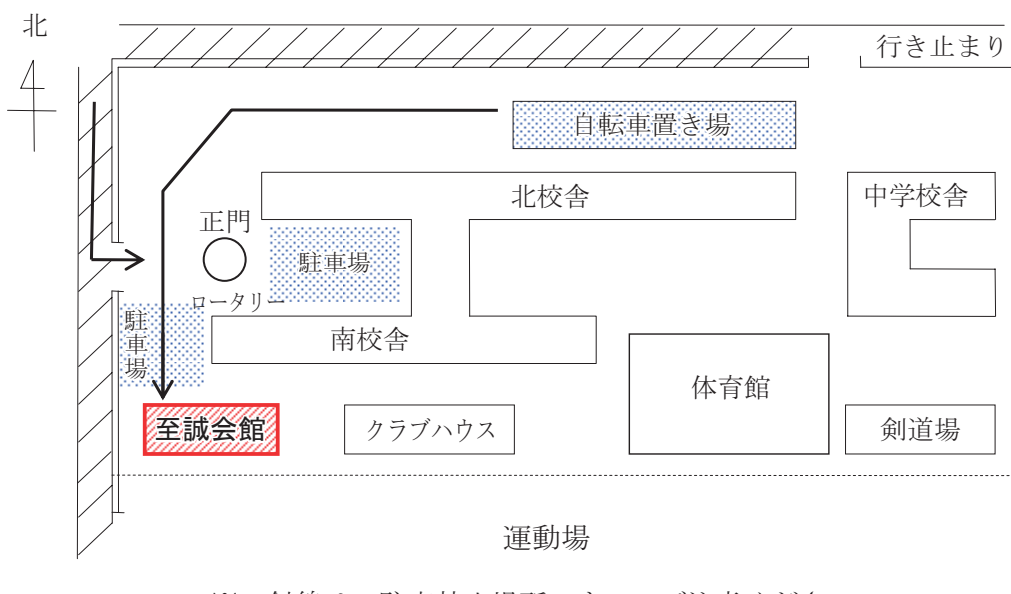 北
行き止まり
自転車置き場
北校舎
中学校舎
正門
駐車場
ロータリー
駐車場
南校舎
体育館
至誠会館
クラブハウス
剣道場
運動場